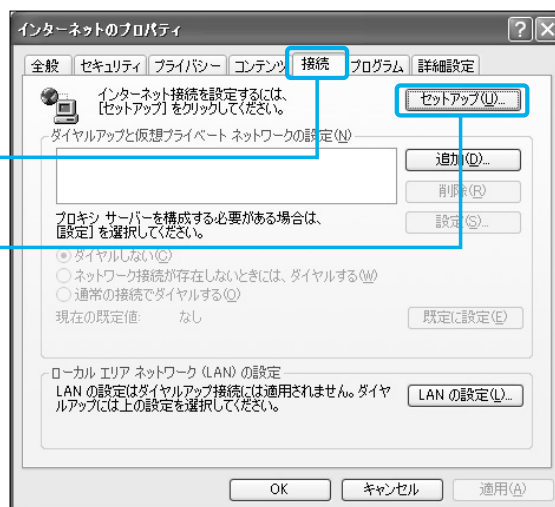 インターネットのプロパティ
全般 セキュリティ プライバシー コンテンツ 接続 プログラム 詳細設定
インターネット接続を設定するには、
[セットアップ] をクリックしてください。
セットアップ(U)...
ダイヤルアップと仮想プライベート ネットワークの設定(N)
追加(D)...
削除(R)
プロキシ サーバーを構成する必要がある場合は、
[設定] を選択してください。
設定(S)...
ダイヤルしない(C)
ネットワーク接続が存在しないときには、ダイヤルする(W)
通常の接続でダイヤルする(O)
現在の既定値: なし
既定に設定(E)
ローカル エリア ネットワーク (LAN) の設定
LAN の設定はダイヤルアップ接続には適用されません。ダイヤ
ルアップには上の設定を選択してください。
LAN の設定(L)...
OK キャンセル 適用(A)